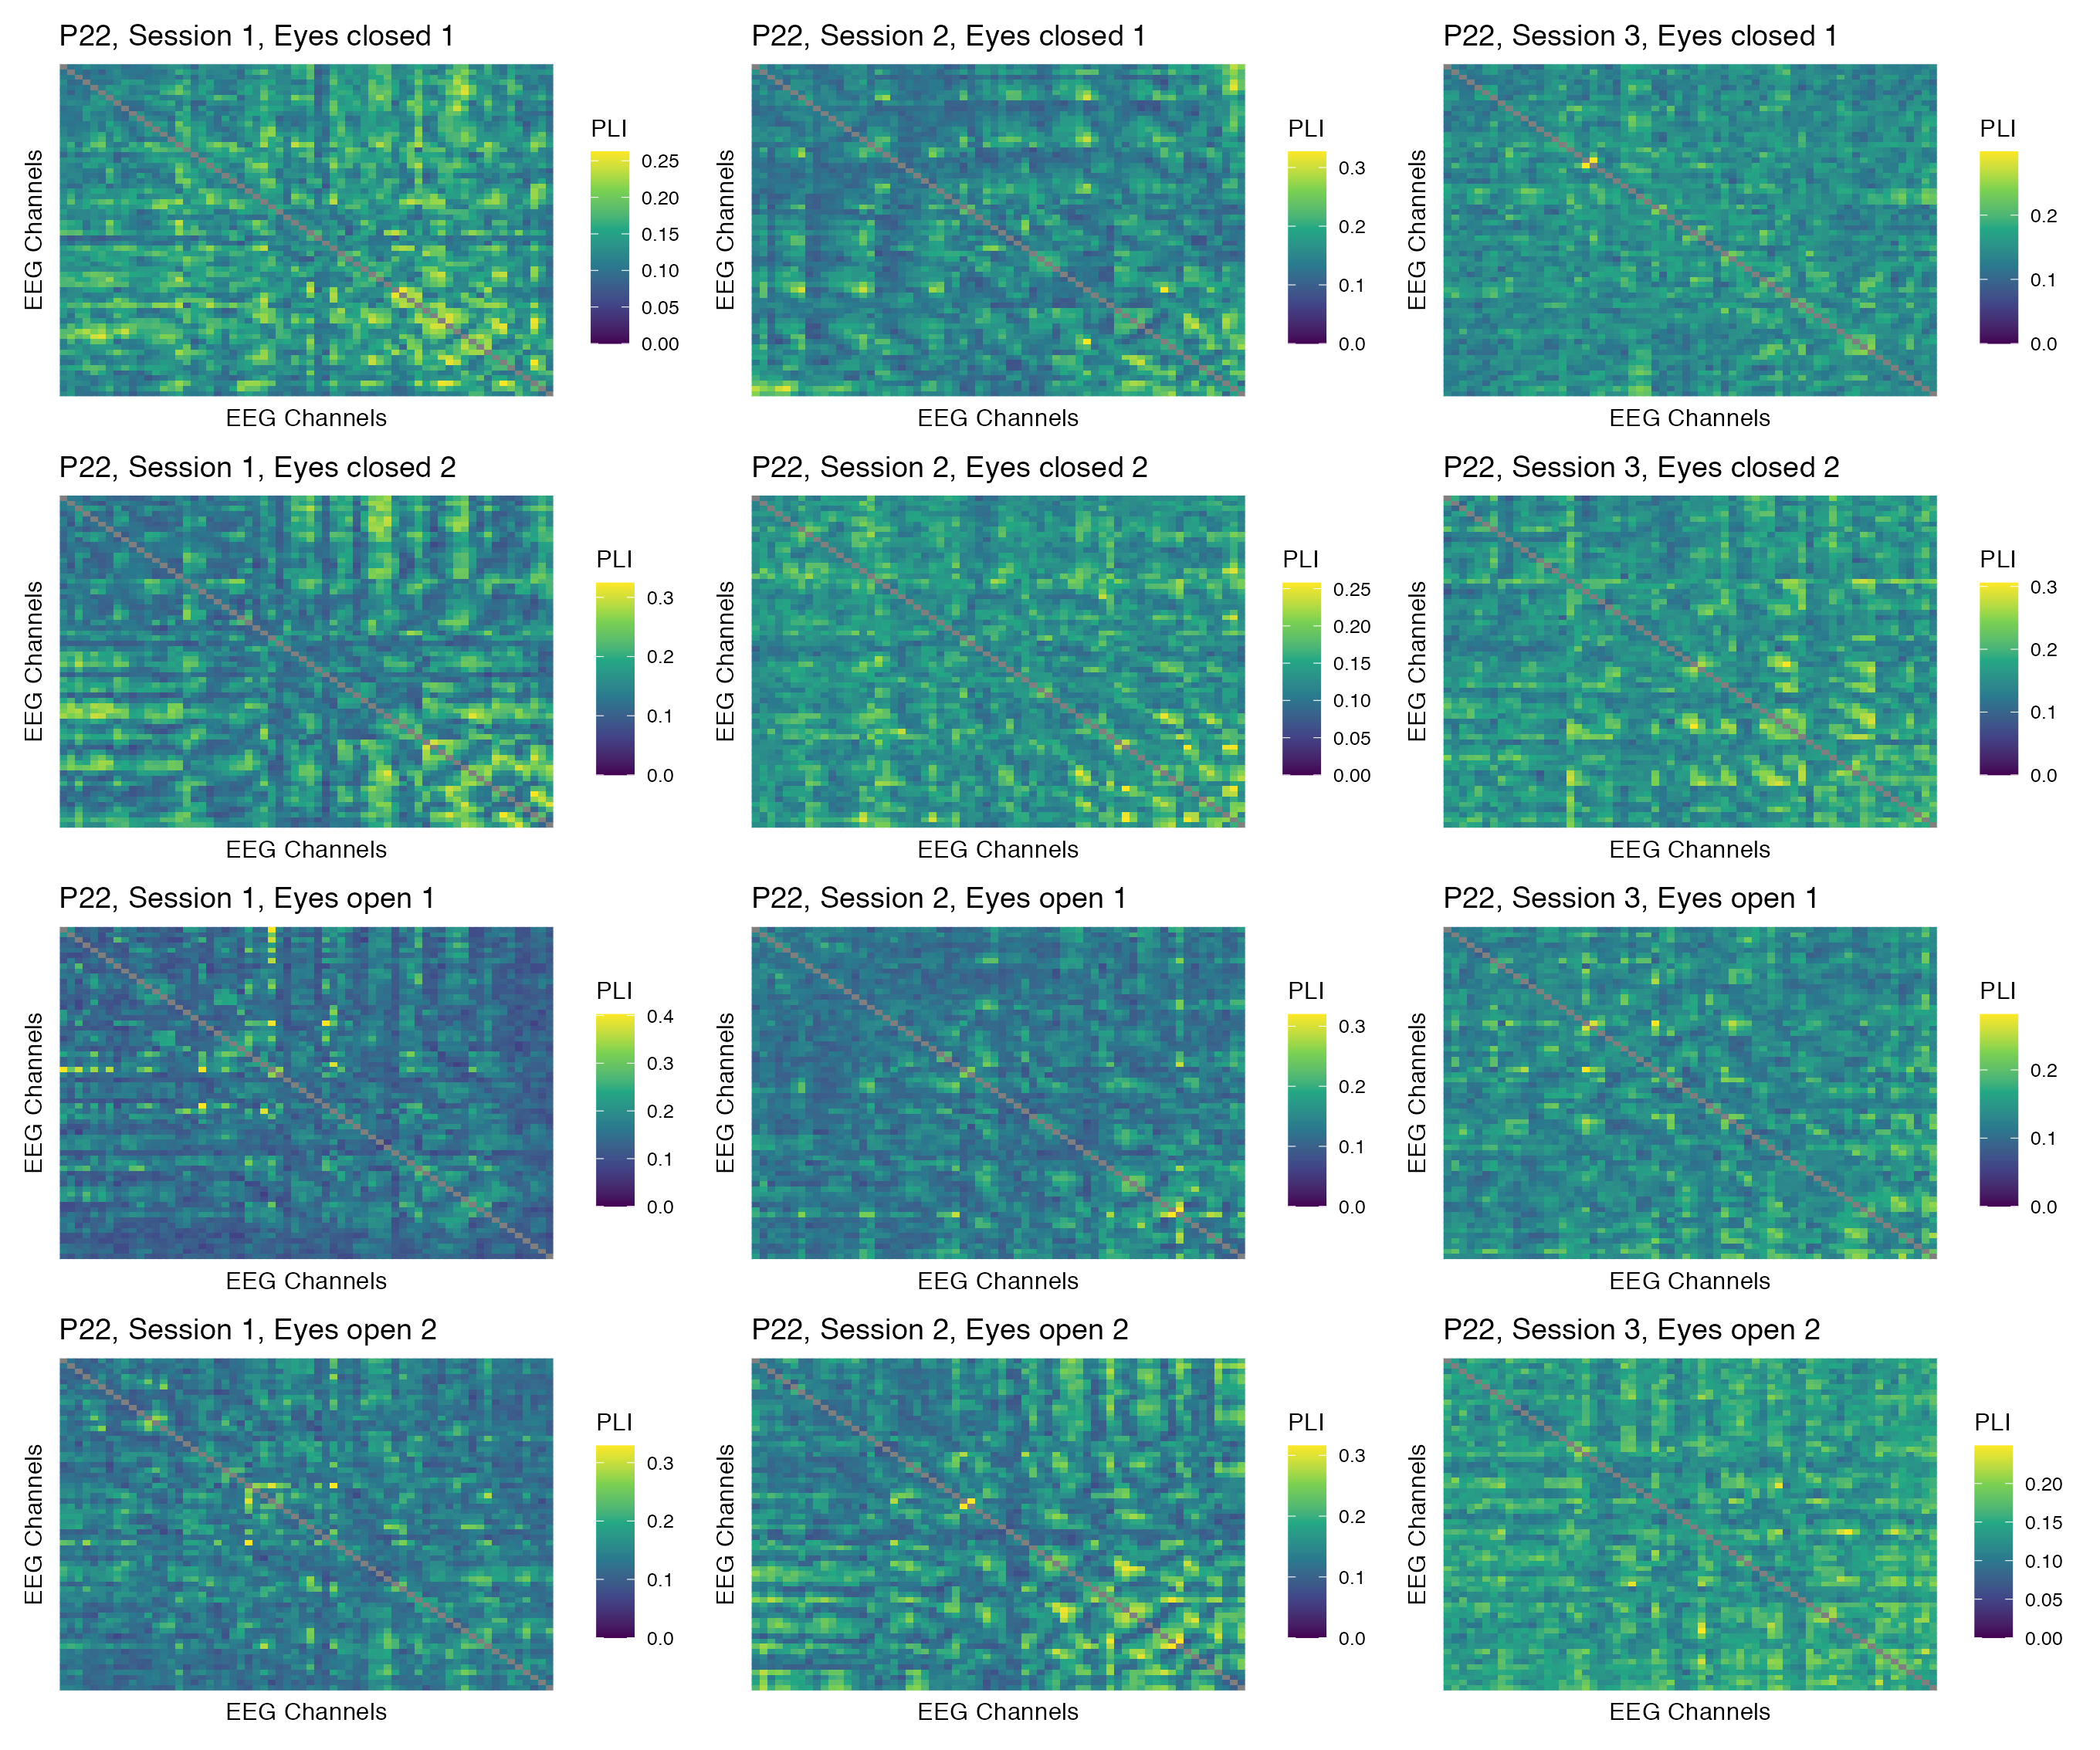 P22, Session 1, Eyes closed 1
EEG Channels
EEG Channels
PLI
0.25
0.20
0.15
0.10
0.05
0.00
P22, Session 2, Eyes closed 1
EEG Channels
EEG Channels
PLI
0.3
0.2
0.1
0.0
P22, Session 3, Eyes closed 1
EEG Channels
EEG Channels
PLI
0.2
0.1
0.0
P22, Session 1, Eyes closed 2
EEG Channels
EEG Channels
PLI
0.3
0.2
0.1
0.0
P22, Session 2, Eyes closed 2
EEG Channels
EEG Channels
PLI
0.25
0.20
0.15
0.10
0.05
0.00
P22, Session 3, Eyes closed 2
EEG Channels
EEG Channels
PLI
0.3
0.2
0.1
0.0
P22, Session 1, Eyes open 1
EEG Channels
EEG Channels
PLI
0.4
0.3
0.2
0.1
0.0
P22, Session 2, Eyes open 1
EEG Channels
EEG Channels
PLI
0.3
0.2
0.1
0.0
P22, Session 3, Eyes open 1
EEG Channels
EEG Channels
PLI
0.2
0.1
0.0
P22, Session 1, Eyes open 2
EEG Channels
EEG Channels
PLI
0.3
0.2
0.1
0.0
P22, Session 2, Eyes open 2
EEG Channels
EEG Channels
PLI
0.3
0.2
0.1
0.0
P22, Session 3, Eyes open 2
EEG Channels
EEG Channels
PLI
0.20
0.15
0.10
0.05
0.00